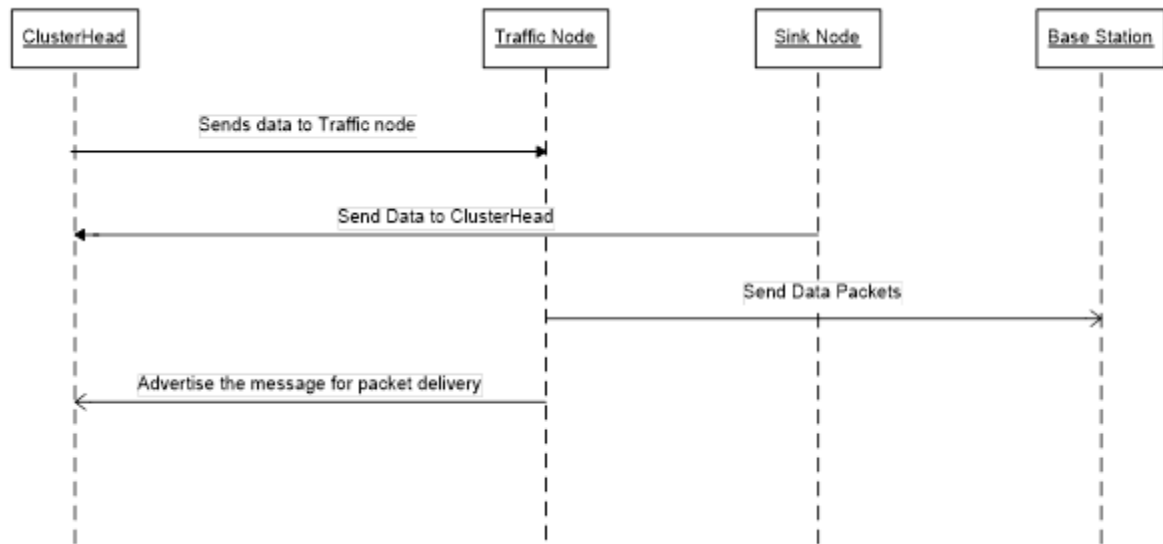 ClusterHead
Traffic Node
Sink Node
Base Station
Sends data to Traffic node
Send Data to ClusterHead
Send Data Packets
Advertise the message for packet delivery